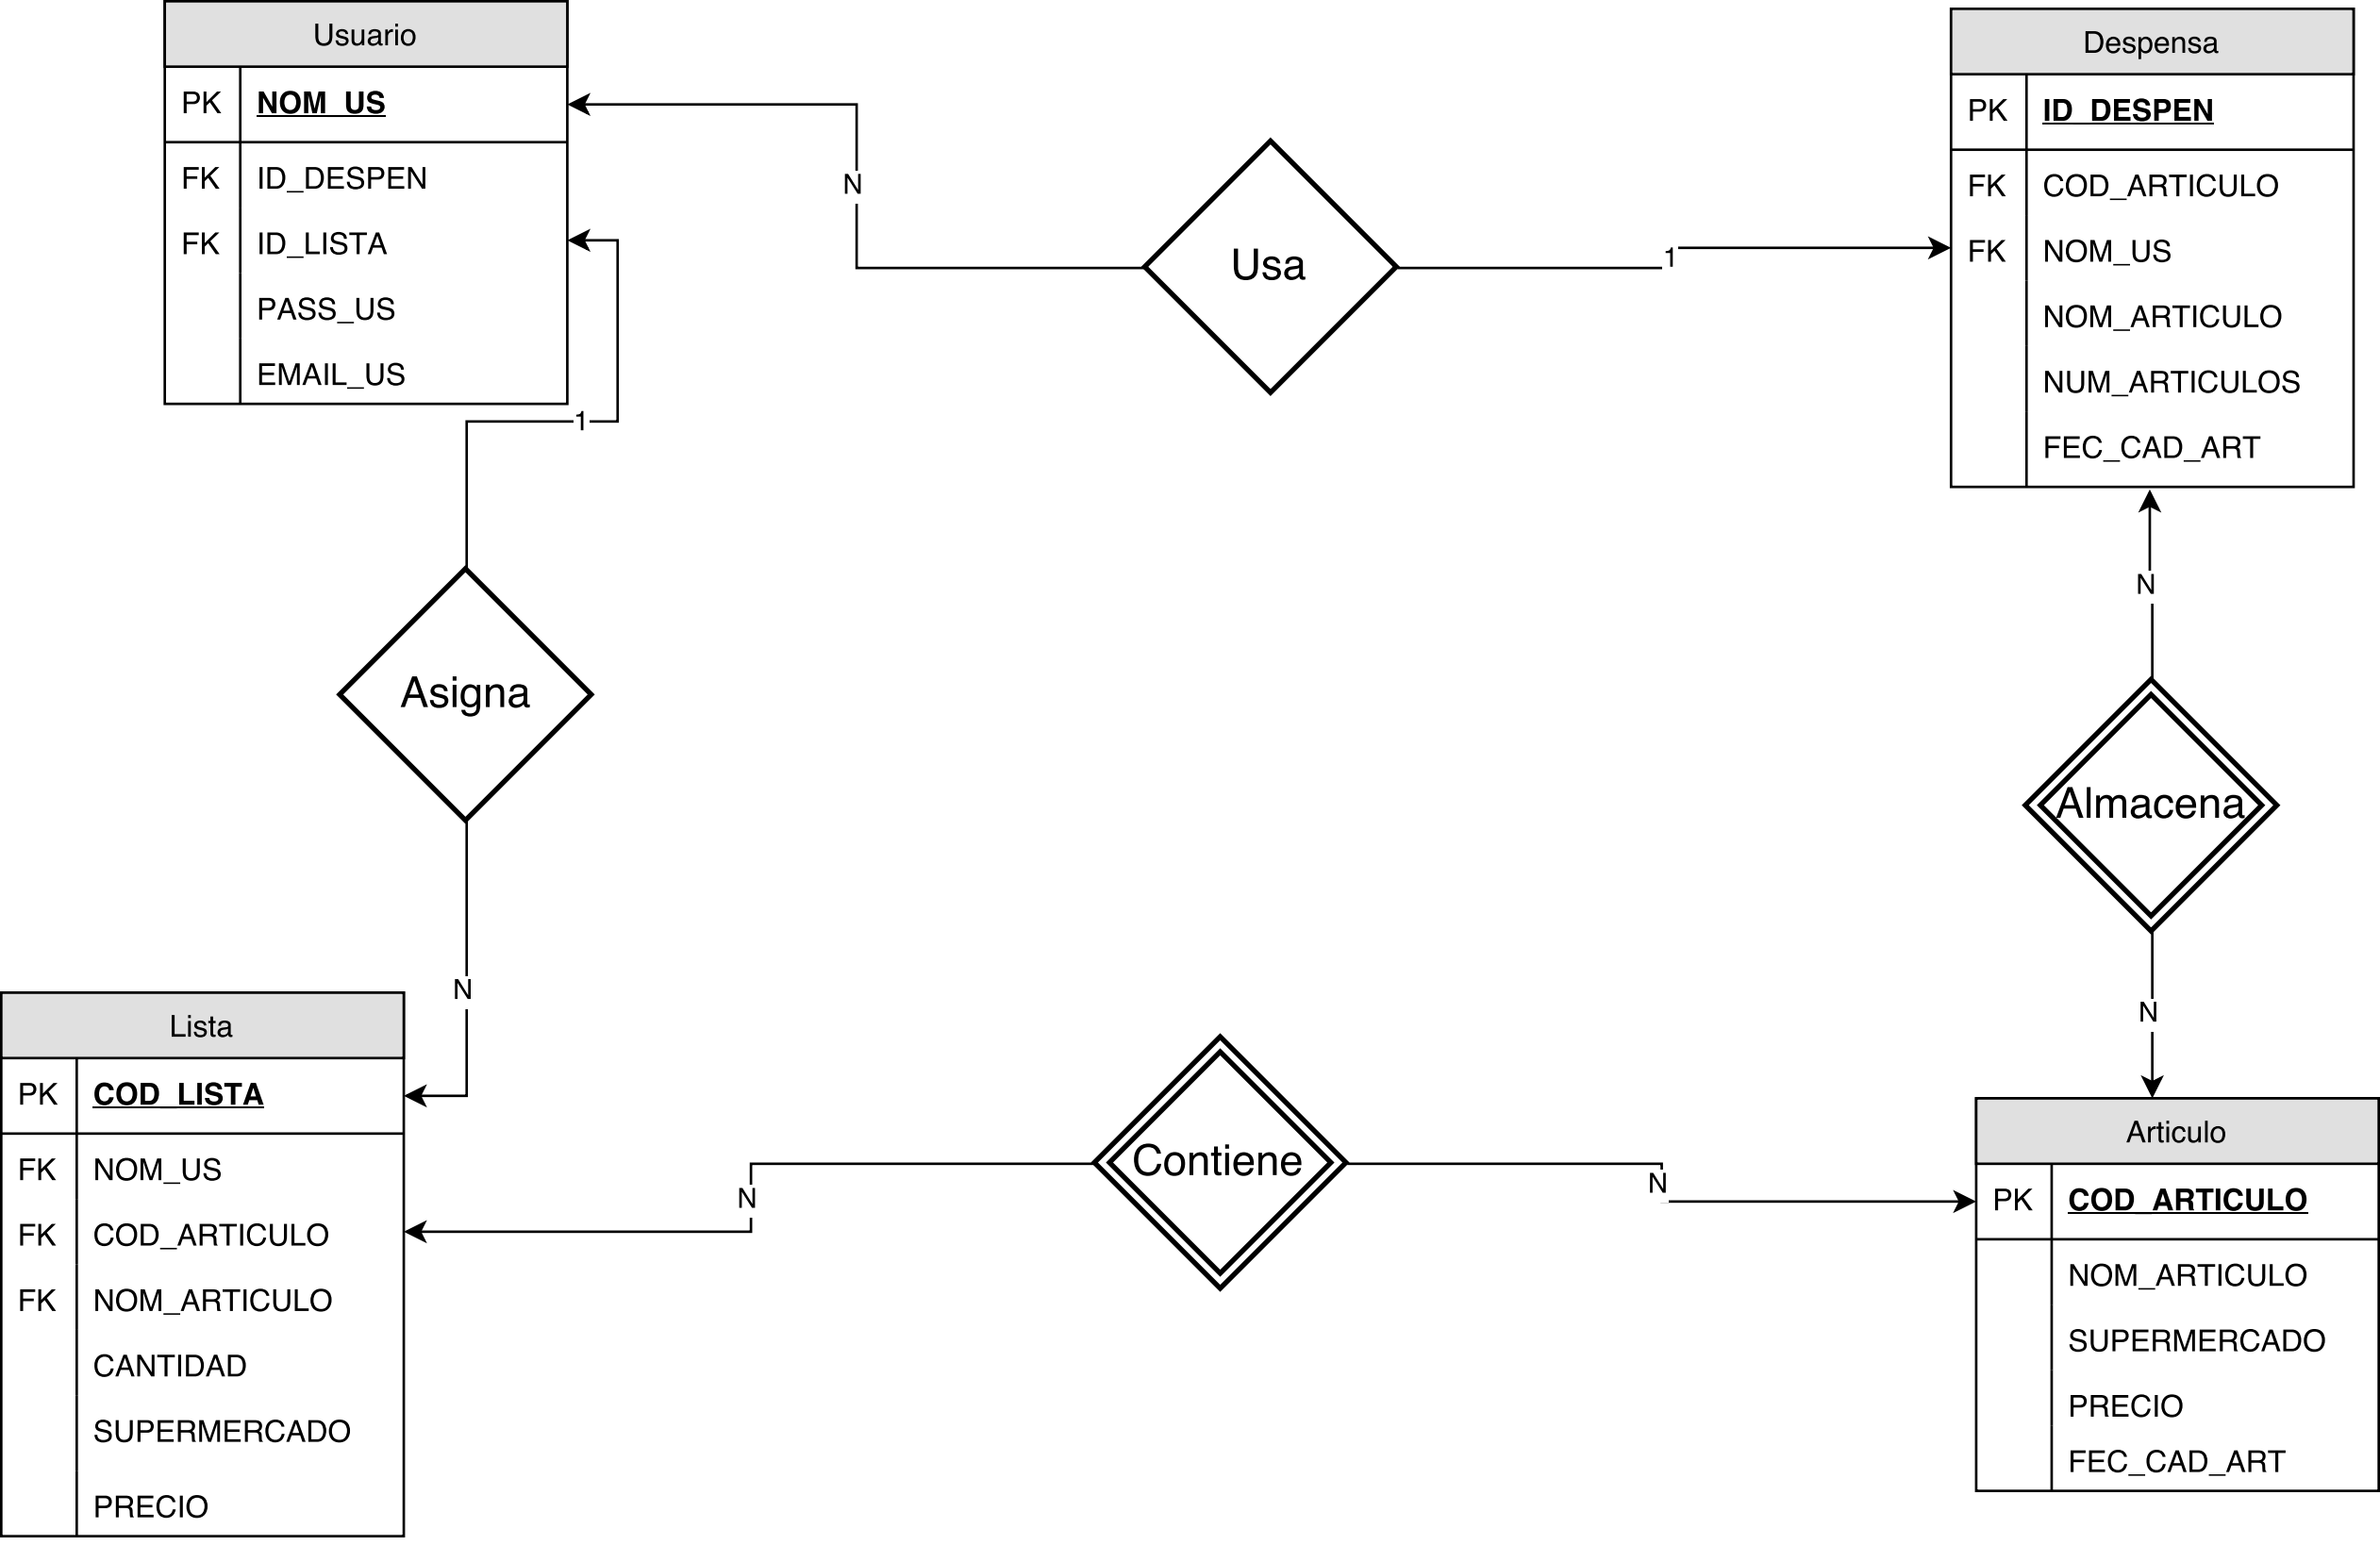 Usuario
PK NOM_US
FK ID_DESPEN
FK ID_LISTA
PASS_US
EMAIL_US
Despensa
PK ID_DESPEN
FK COD_ARTICULO
FK NOM_US
NOM_ARTICULO
NUM_ARTICULOS
FEC_CAD_ART
N
Usa
1
1
Asigna
N
N
Almacena
N
Lista
PK COD_LISTA
FK NOM_US
FK COD_ARTICULO
FK NOM_ARTICULO
CANTIDAD
SUPERMERCADO
PRECIO
N
Contiene
N
Articulo
PK COD_ARTICULO
NOM_ARTICULO
SUPERMERCADO
PRECIO
FEC_CAD_ART